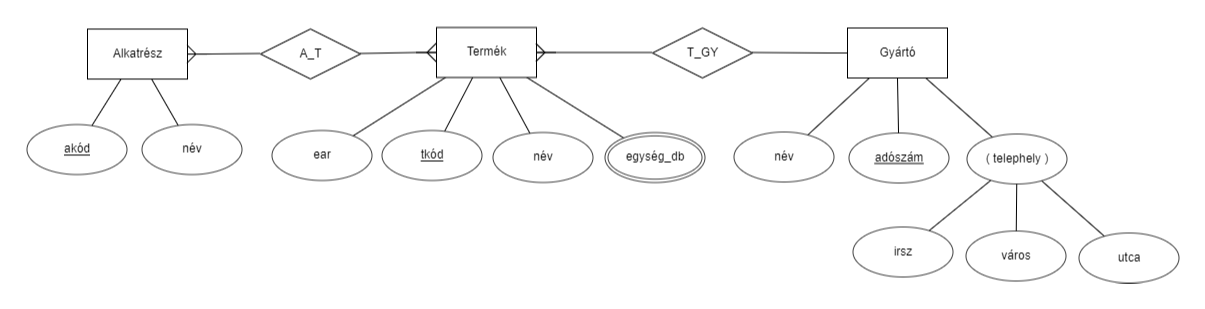 Alkatrész
A_T
Termék
T_GY
Gyártó
akód
név
ear
tkód
név
egység_db
név
adószám
( telephely )
irsz
város
utca